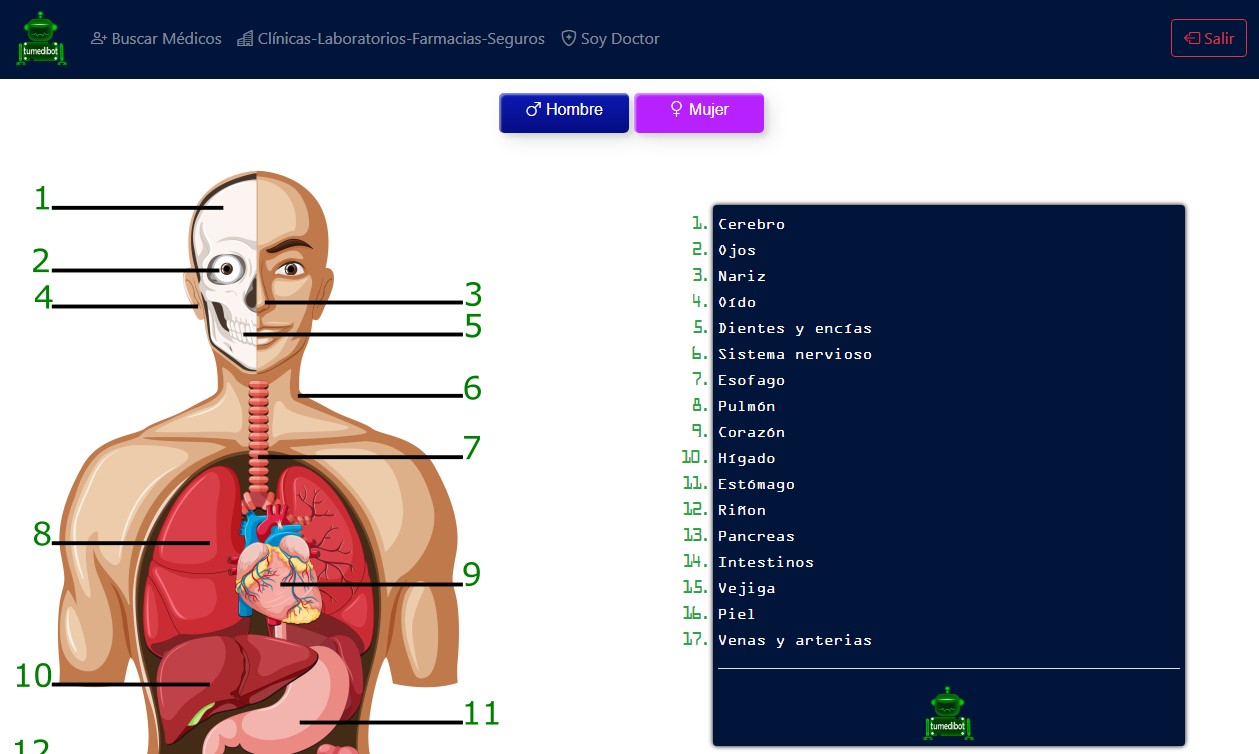 tumedibot
Buscar Médicos Clínicas-Laboratorios-Farmacias-Seguros Soy Doctor Salir
Hombre Mujer
1
2
4
3
5
6
7
8
9
10
11
12
1. Cerebro
2. Ojos
3. Nariz
4. Oído
5. Dientes y encías
6. Sistema nervioso
7. Esofago
8. Pulmón
9. Corazón
10. Hígado
11. Estómago
12. Riñon
13. Pancreas
14. Intestinos
15. Vejiga
16. Piel
17. Venas y arterias
tumedibot